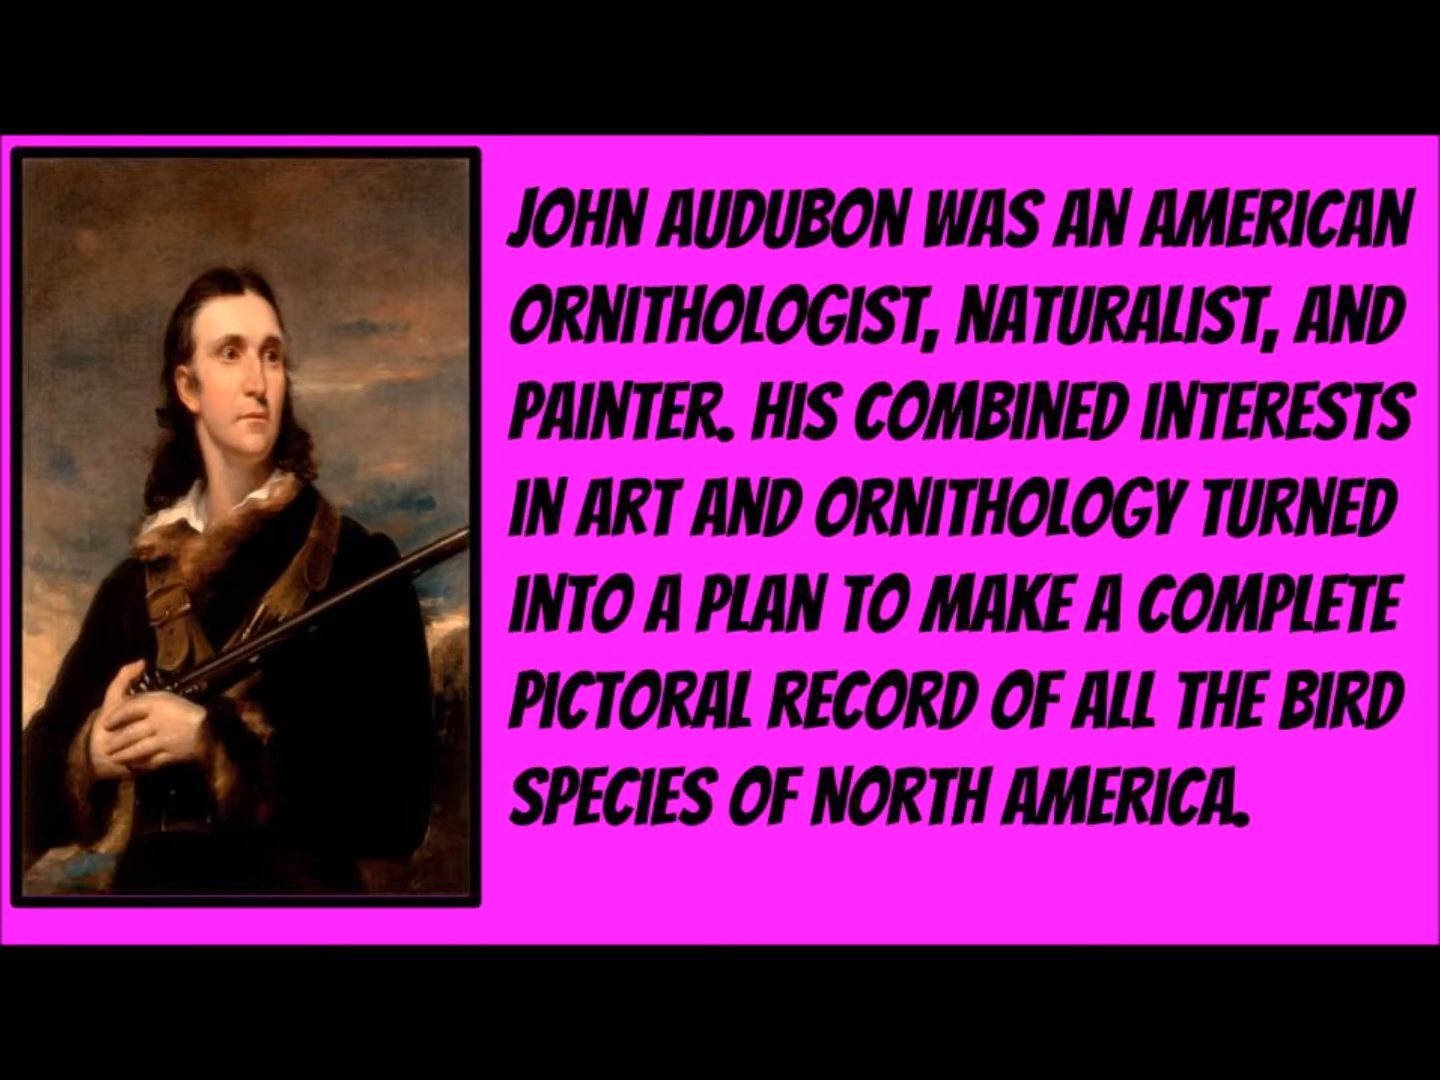 JOHN AUDUBON WAS AN AMERICAN
ORNITHOLOGIST, NATURALIST, AND
PAINTER. HIS COMBINED INTERESTS
IN ART AND ORNITHOLOGY TURNED
INTO A PLAN TO MAKE A COMPLETE
PICTORAL RECORD OF ALL THE BIRD
SPECIES OF NORTH AMERICA.